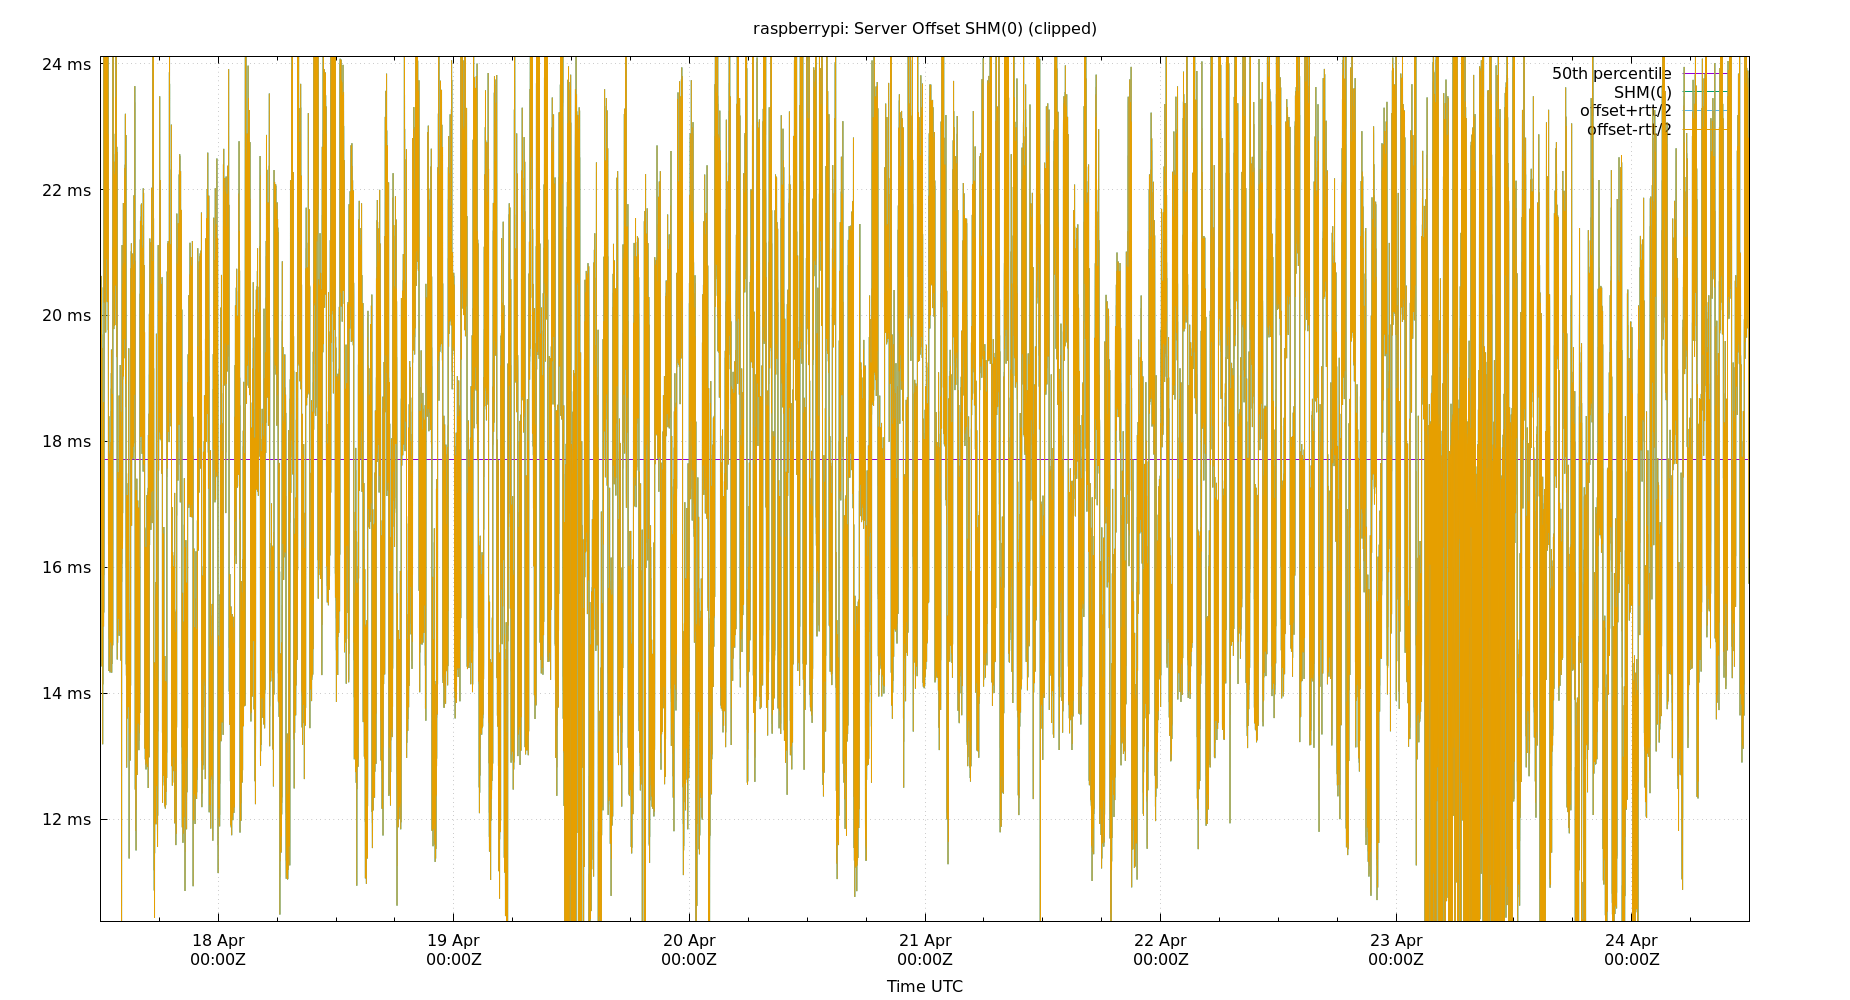 raspberrypi: Server Offset SHM(0) (clipped)
24 ms
22 ms
20 ms
18 ms
16 ms
14 ms
12 ms
50th percentile
SHM(0)
offset+rtt/2
offset-rtt/2
18 Apr
00:00Z
19 Apr
00:00Z
20 Apr
00:00Z
21 Apr
00:00Z
22 Apr
00:00Z
23 Apr
00:00Z
24 Apr
00:00Z
Time UTC